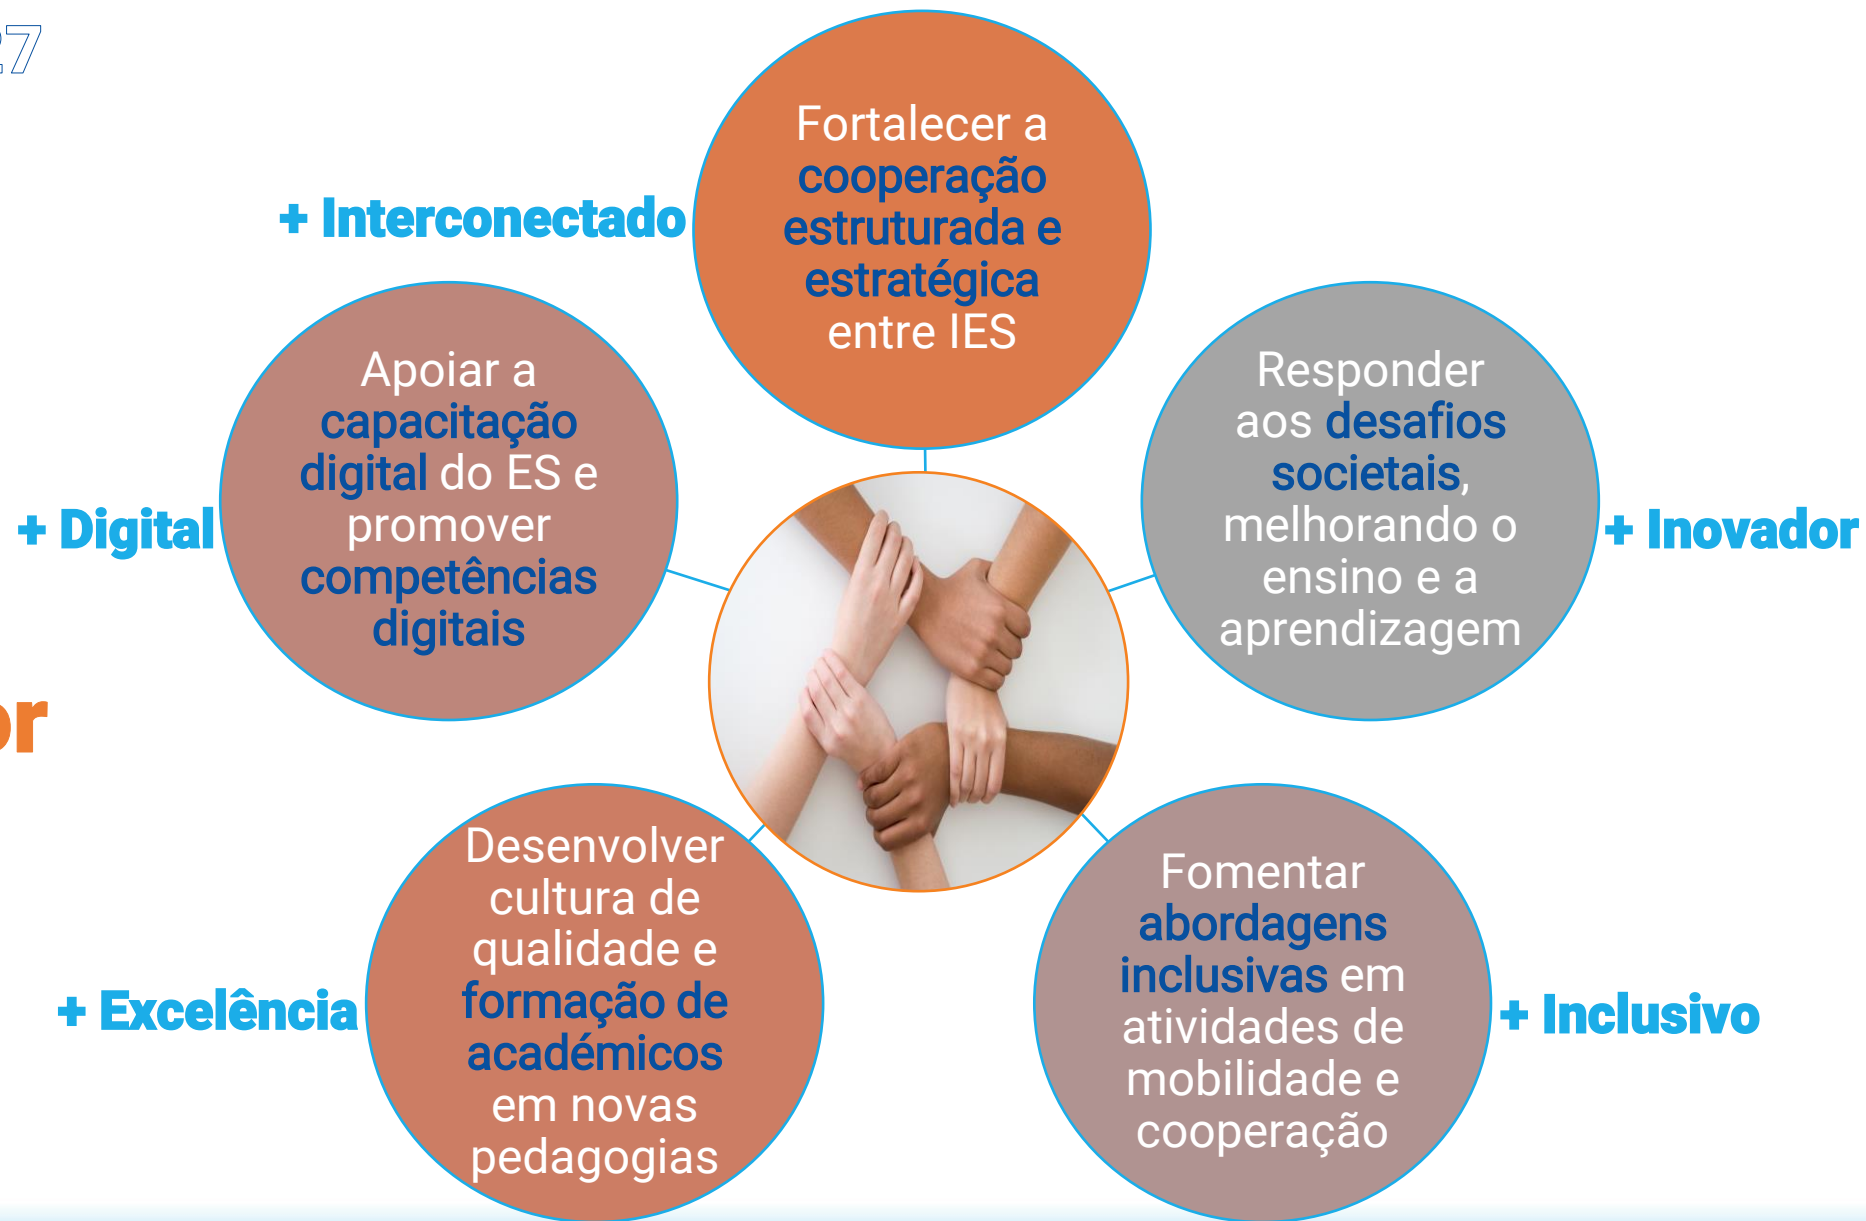 27
Fortalecer a
cooperação
estruturada e
estratégica
entre IES
+ Interconectado
Apoiar a
capacitação
digital do ES e
promover
competências
digitais
+ Digital
Responder
aos desafios
societais,
melhorando o
ensino e a
aprendizagem
+ Inovador
or
Desenvolver
cultura de
qualidade e
formação de
académicos
em novas
pedagogias
+ Excelência
Fomentar
abordagens
inclusivas em
atividades de
mobilidade e
cooperação
+ Inclusivo